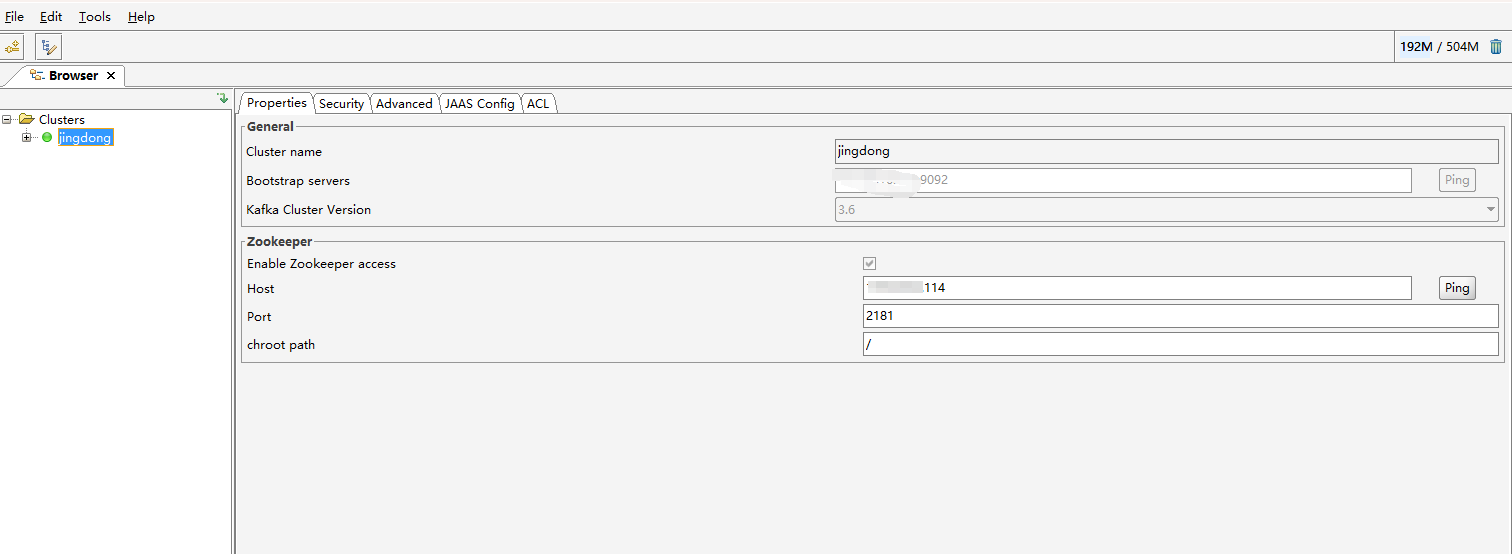 File Edit Tools Help
192M / 504M
Browser
Properties Security Advanced JAAS Config ACL
Clusters
jingdong
General
Cluster name jingdong
Bootstrap servers 9092 Ping
Kafka Cluster Version 3.6
Zookeeper
Enable Zookeeper access
Host .114 Ping
Port 2181
chroot path /